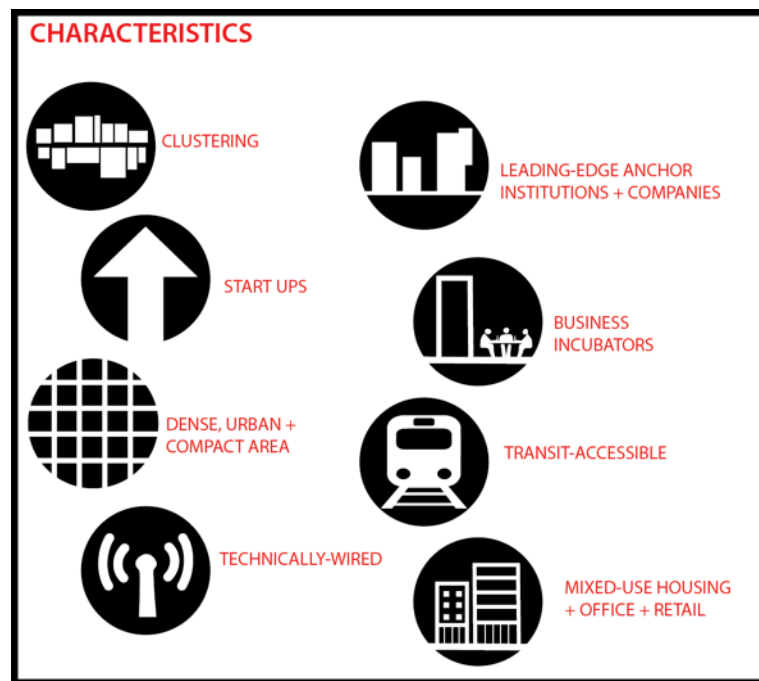 CHARACTERISTICS
CLUSTERING
START UPS
DENSE, URBAN +
COMPACT AREA
TECHNICALLY-WIRED
LEADING-EDGE ANCHOR
INSTITUTIONS + COMPANIES
BUSINESS
INCUBATORS
TRANSIT-ACCESSIBLE
MIXED-USE HOUSING
+ OFFICE + RETAIL